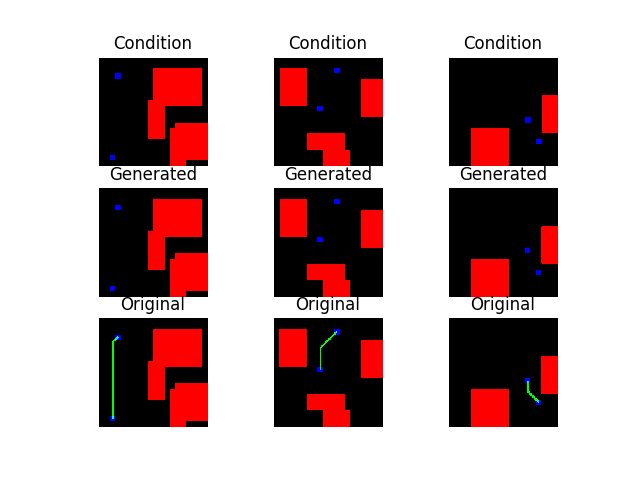 Condition Condition Condition
Generated Generated Generated
Original Original Original